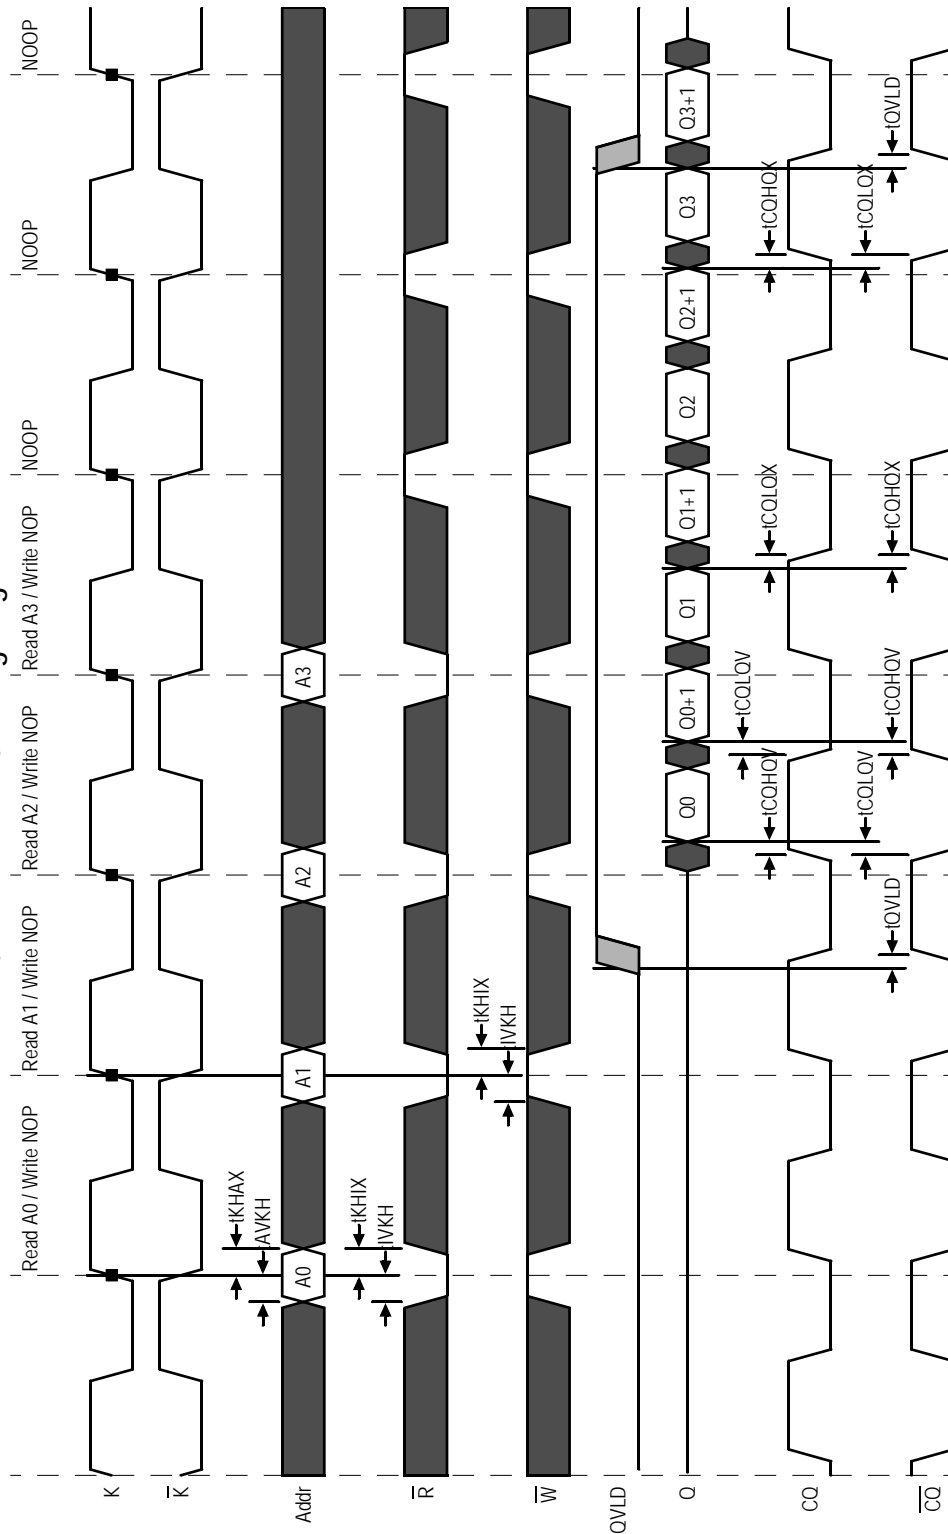 Read A0 / Write NOP
Read A1 / Write NOP
Read A2 / Write NOP
Read A3 / Write NOP
NOOP
NOOP
NOOP
K
K̅
tKHAX
tAVKH
Addr
A0
A1
A2
A3
tKHIX
tIVKH
R̅
tKHIX
tIVKH
W̅
QVLD
Q
Q0
Q0+1
Q1
Q1+1
Q2
Q2+1
Q3
Q3+1
tCQLQV
tCQHQV
tCQLQX
tCQHQX
CQ
tCQLQV
tCQLQX
tQVLD
tCQHQV
tCQHQX
tQVLD
C̅Q̅